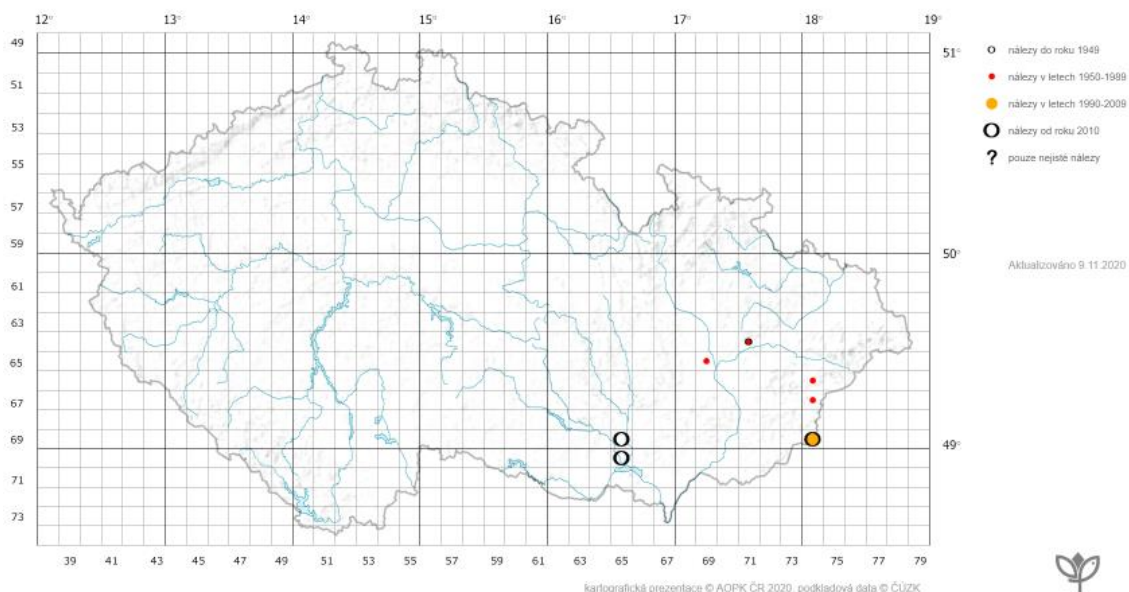 12° 13° 14° 15° 16° 17° 18° 19°
49
51°
51
53
55
57
59
50°
61
63
65
67
69
49°
71
73
39 41 43 45 47 49 51 53 55 57 59 61 63 65 67 69 71 73 75 77 79
nálezy do roku 1949
nálezy v letech 1950-1989
nálezy v letech 1990-2009
nálezy od roku 2010
? pouze nejisté nálezy
Aktualizováno 9.11.2020
kartografická prezentace © AOPK ČR 2020, podkladová data © ČÚZK